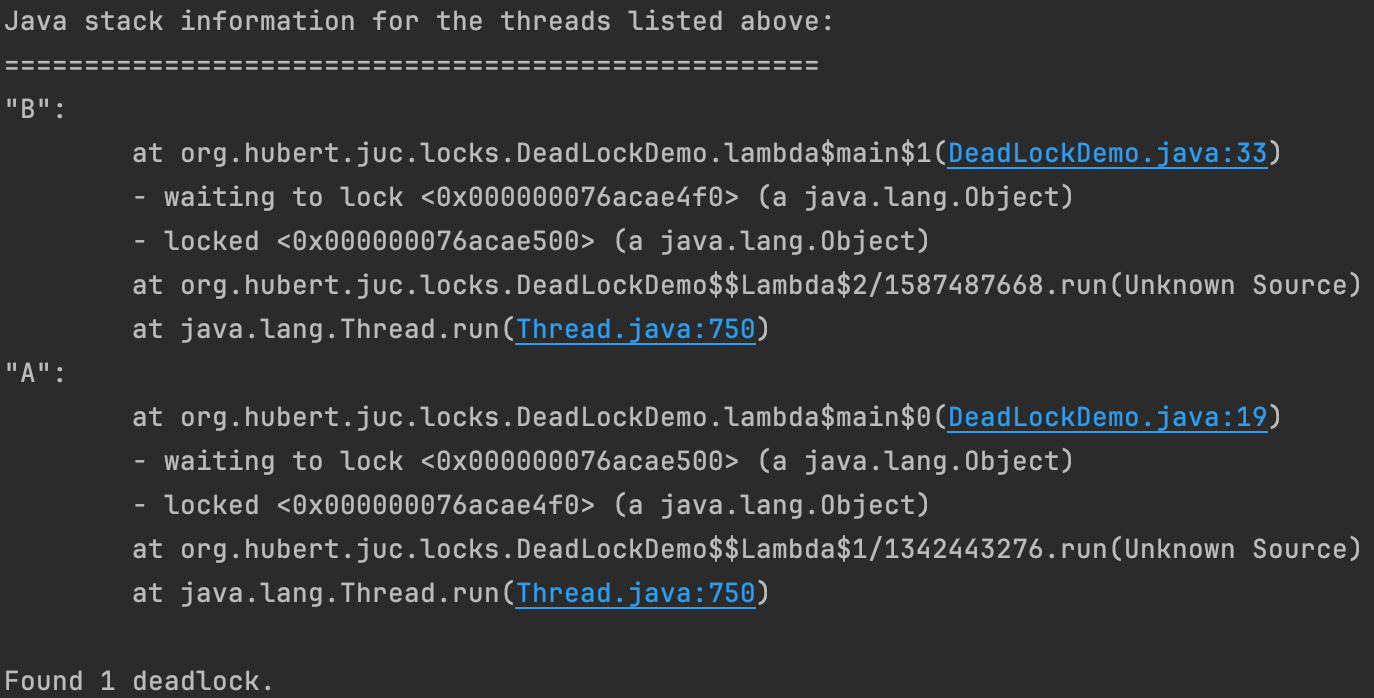 Java stack information for the threads listed above:
===================================================
"B":
        at org.hubert.juc.locks.DeadLockDemo.lambda$main$1(DeadLockDemo.java:33)
        - waiting to lock <0x000000076acae4f0> (a java.lang.Object)
        - locked <0x000000076acae500> (a java.lang.Object)
        at org.hubert.juc.locks.DeadLockDemo$$Lambda$2/1587487668.run(Unknown Source)
        at java.lang.Thread.run(Thread.java:750)
"A":
        at org.hubert.juc.locks.DeadLockDemo.lambda$main$0(DeadLockDemo.java:19)
        - waiting to lock <0x000000076acae500> (a java.lang.Object)
        - locked <0x000000076acae4f0> (a java.lang.Object)
        at org.hubert.juc.locks.DeadLockDemo$$Lambda$1/1342443276.run(Unknown Source)
        at java.lang.Thread.run(Thread.java:750)

Found 1 deadlock.